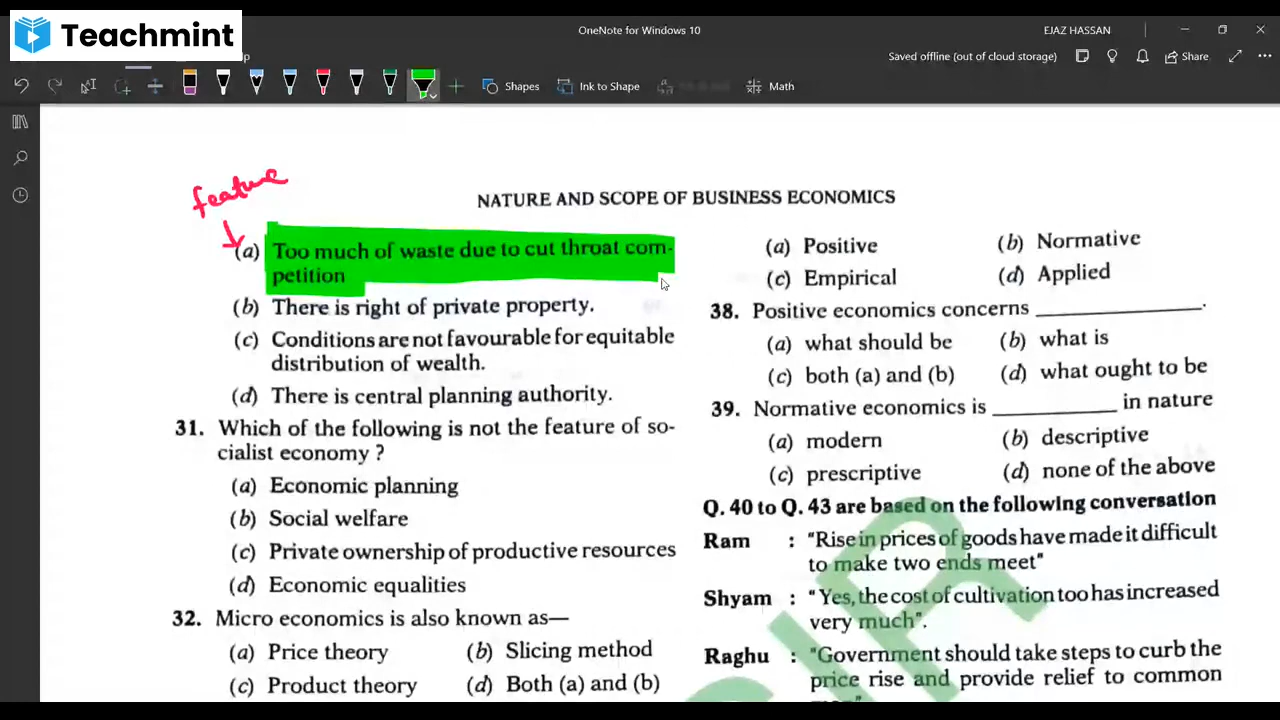 Teachmint
OneNote for Windows 10
EJAZ HASSAN
Saved offline (out of cloud storage)
Share
Shapes
Ink to Shape
Math
feature
NATURE AND SCOPE OF BUSINESS ECONOMICS
(a) Too much of waste due to cut throat com-
petition
(b) There is right of private property.
(c) Conditions are not favourable for equitable
distribution of wealth.
(d) There is central planning authority.
31. Which of the following is not the feature of so-
cialist economy ?
(a) Economic planning
(b) Social welfare
(c) Private ownership of productive resources
(d) Economic equalities
32. Micro economics is also known as—
(a) Price theory (b) Slicing method
(c) Product theory (d) Both (a) and (b)
(a) Positive (b) Normative
(c) Empirical (d) Applied
38. Positive economics concerns ____________.
(a) what should be (b) what is
(c) both (a) and (b) (d) what ought to be
39. Normative economics is _________ in nature
(a) modern (b) descriptive
(c) prescriptive (d) none of the above
Q. 40 to Q. 43 are based on the following conversation
Ram : "Rise in prices of goods have made it difficult
to make two ends meet"
Shyam : "Yes, the cost of cultivation too has increased
very much".
Raghu : "Government should take steps to curb the
price rise and provide relief to common